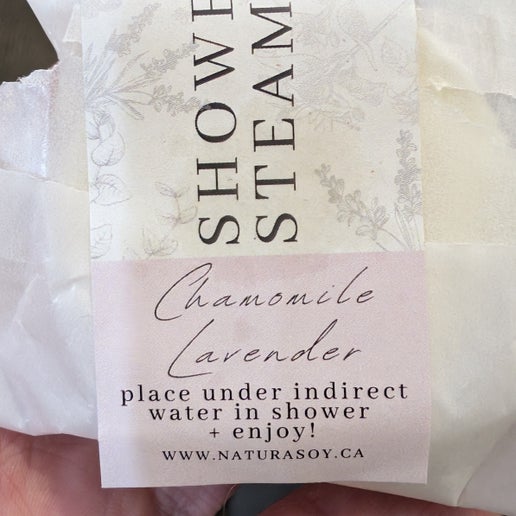 SHOWE
STEAM
Chamomile
Lavender
place under indirect
water in shower
+ enjoy!
WWW.NATURASOY.CA